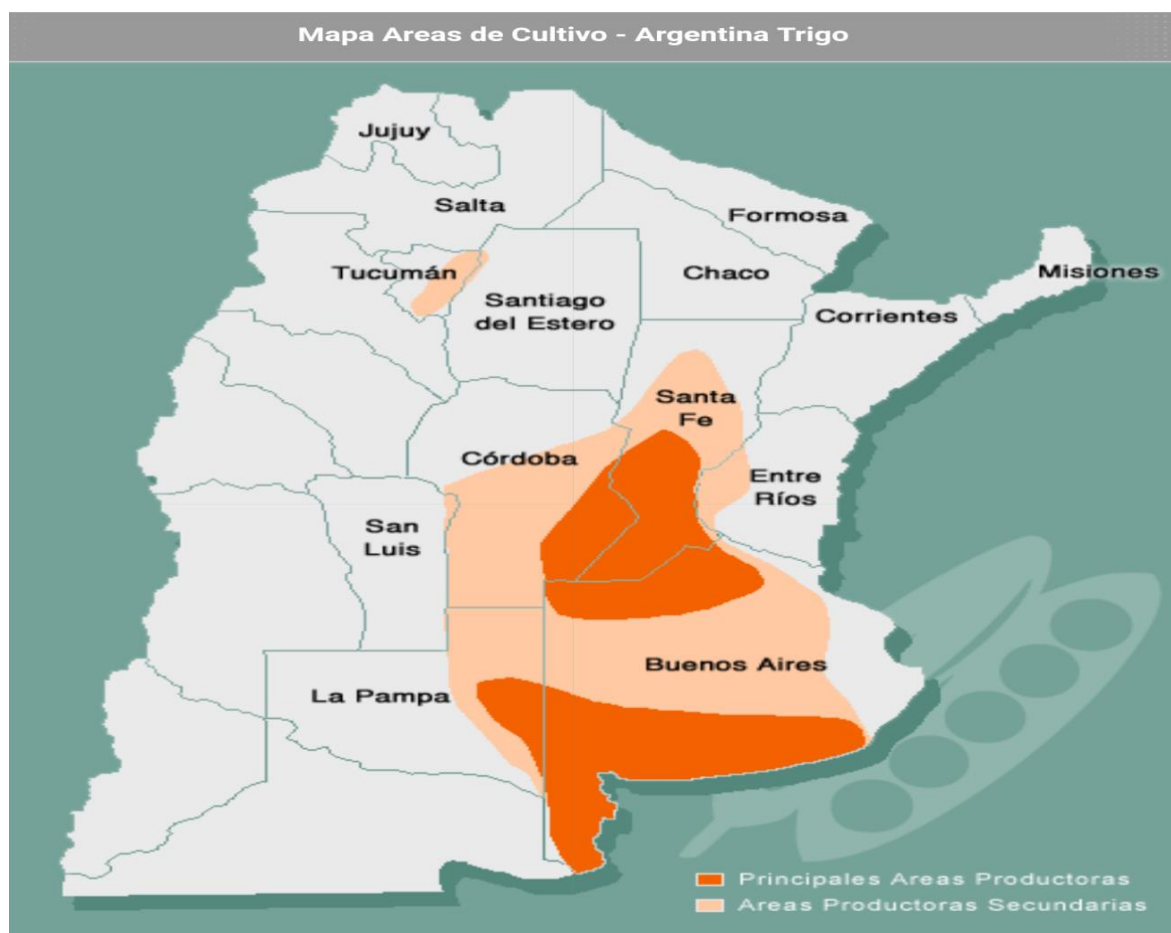 Mapa Areas de Cultivo - Argentina Trigo
Jujuy
Salta
Formosa
Tucumán
Chaco
Misiones
Santiago
del Estero
Corrientes
Santa
Fe
Córdoba
Entre
Ríos
San
Luis
Buenos Aires
La Pampa
Principales Areas Productoras
Areas Productoras Secundarias